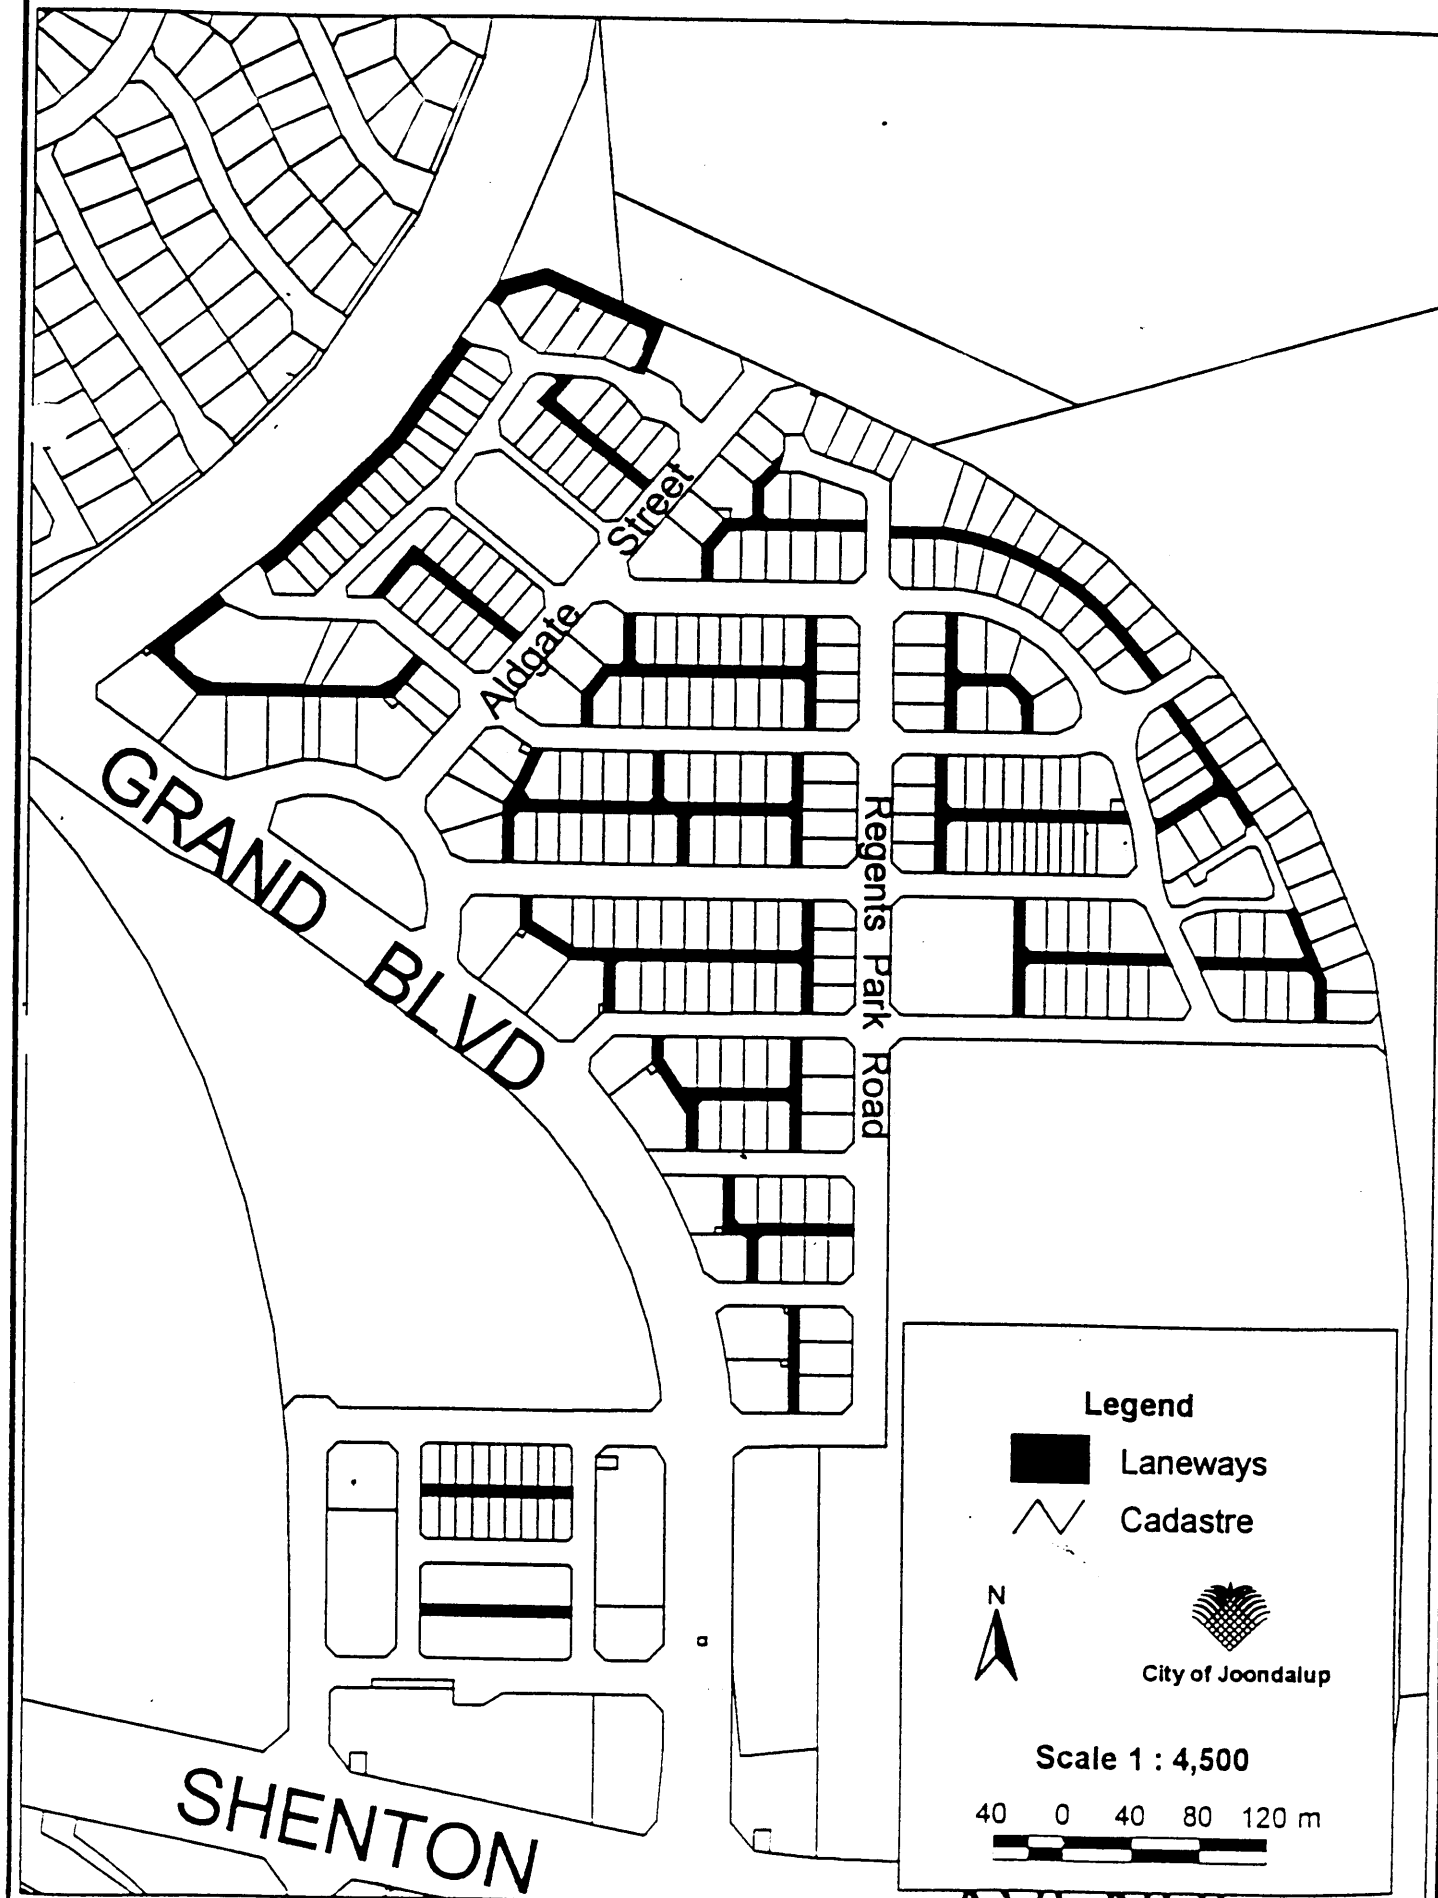 Street
Aldgate
GRAND BLVD
Regents Park Road
Legend
Laneways
Cadastre
N
City of Joondalup
Scale 1 : 4,500
40 0 40 80 120 m
SHENTON